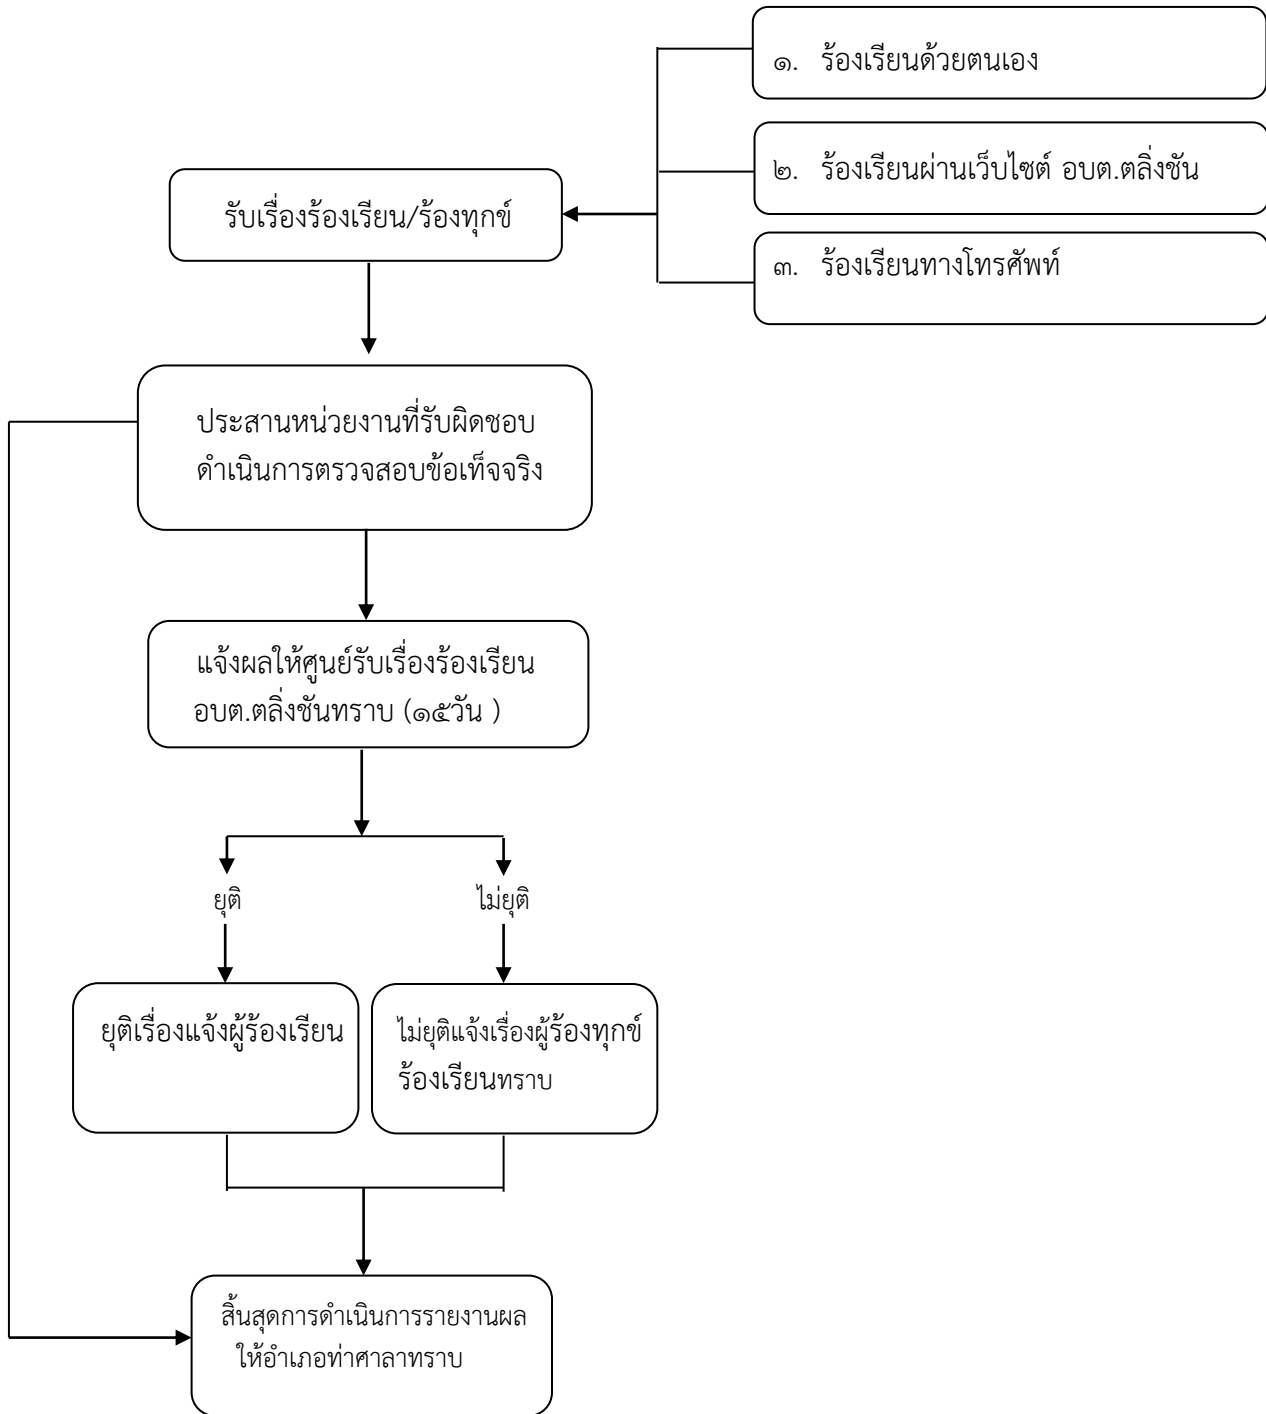 ๑. ร้องเรียนด้วยตนเอง
๒. ร้องเรียนผ่านเว็บไซต์ อบต.ตลิ่งชัน
๓. ร้องเรียนทางโทรศัพท์
รับเรื่องร้องเรียน/ร้องทุกข์
ประสานหน่วยงานที่รับผิดชอบ
ดำเนินการตรวจสอบข้อเท็จจริง
แจ้งผลให้ศูนย์รับเรื่องร้องเรียน
อบต.ตลิ่งชันทราบ (๑๕วัน )
ยุติ
ไม่ยุติ
ยุติเรื่องแจ้งผู้ร้องเรียน
ไม่ยุติแจ้งเรื่องผู้ร้องทุกข์
ร้องเรียนทราบ
สิ้นสุดการดำเนินการรายงานผล
ให้อำเภอท่าศาลาทราบ